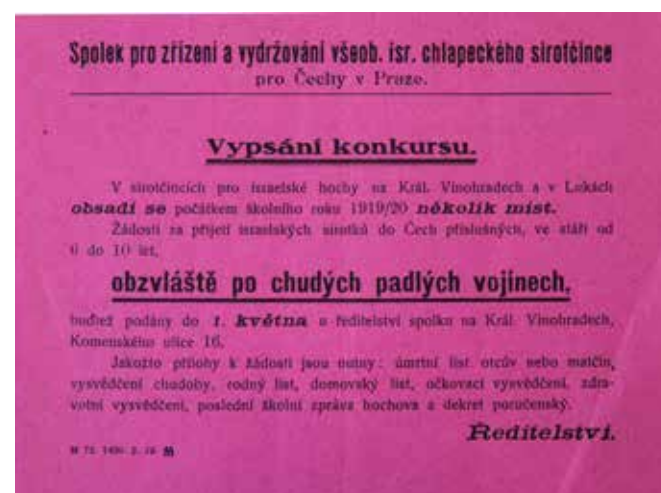 Spolek pro zřízení a vydržování všeob. isr. chlapeckého sirotčince
pro Čechy v Praze.
Vypsání konkursu.
V sirotčincích pro israelské hochy na Král. Vinohradech a v Lukách
obsadí se počátkem školního roku 1919/20 několik míst.
Žádosti za přijetí israelských sirotků do Čech příslušných, ve stáří od
6 do 10 let,
obzvláště po chudých padlých vojínech,
buďtež podány do 1. května u ředitelství spolku na Král. Vinohradech,
Komenského ulice 16.
Jakožto přílohy k žádosti jsou nutny: úmrtní list otcův nebo matčin,
vysvědčení chudoby, rodný list, domovský list, očkovací vysvědčení, zdra-
votní vysvědčení, poslední školní zpráva hochova a dekret poručenský.
Ředitelství.